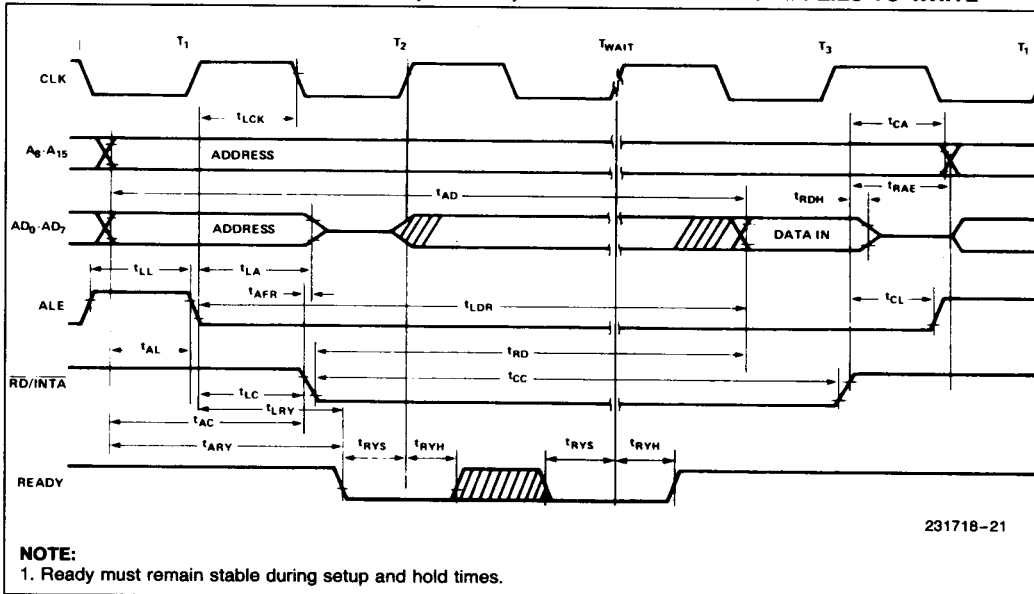 T1 T2 TWAIT T3 T1
CLK
tLCK tCA
A8-A15 ADDRESS
tAD tRDH tRAE
AD0-AD7 ADDRESS DATA IN
tLL tLA
tAFR
ALE tLDR tCL
tAL tRD
RD/INTA tCC
tLC
tLRY
tAC
tARY
tRYS tRYH tRYS tRYH
READY
231718-21
NOTE:
1. Ready must remain stable during setup and hold times.